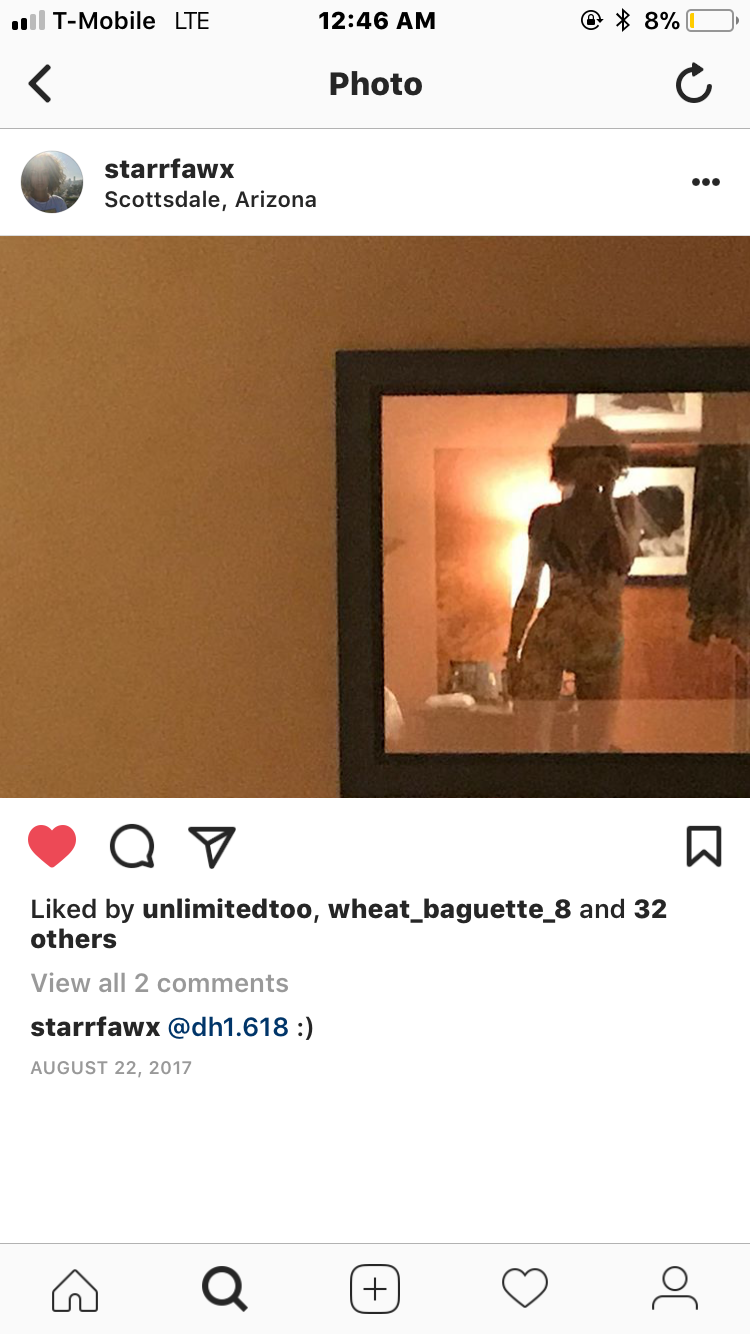 T-Mobile LTE 12:46 AM 8%
Photo
starrfawx
Scottsdale, Arizona
Liked by unlimitedtoo, wheat_baguette_8 and 32
others
View all 2 comments
starrfawx @dh1.618 :)
AUGUST 22, 2017